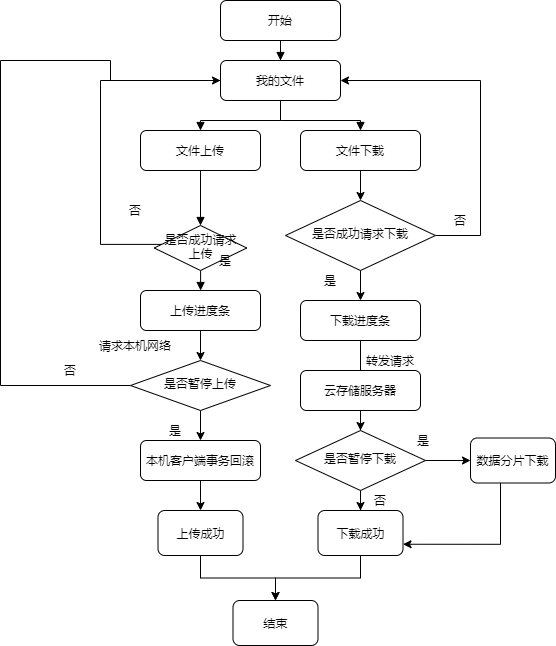 开始
我的文件
文件上传
文件下载
否
否
是否成功请求
上传
是否成功请求下载
是
是
上传进度条
下载进度条
请求本机网络
转发请求
否
是否暂停上传
云存储服务器
是
是
本机客户端事务回滚
是否暂停下载
数据分片下载
否
上传成功
下载成功
结束